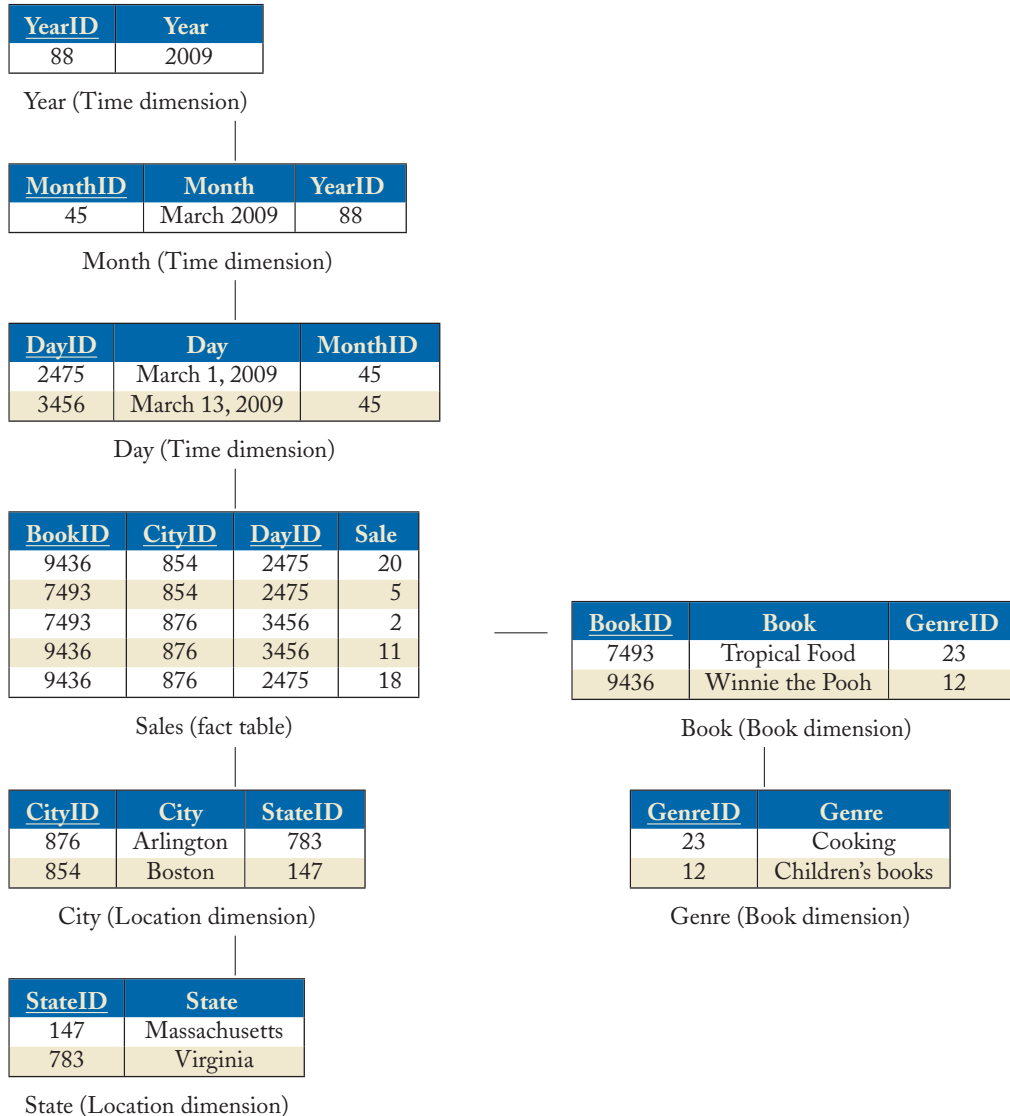 YearID Year
88 2009
Year (Time dimension)
MonthID Month YearID
45 March 2009 88
Month (Time dimension)
DayID Day MonthID
2475 March 1, 2009 45
3456 March 13, 2009 45
Day (Time dimension)
BookID CityID DayID Sale
9436 854 2475 20
7493 854 2475 5
7493 876 3456 2
9436 876 3456 11
9436 876 2475 18
Sales (fact table)
BookID Book GenreID
7493 Tropical Food 23
9436 Winnie the Pooh 12
Book (Book dimension)
CityID City StateID
876 Arlington 783
854 Boston 147
City (Location dimension)
GenreID Genre
23 Cooking
12 Children's books
Genre (Book dimension)
StateID State
147 Massachusetts
783 Virginia
State (Location dimension)